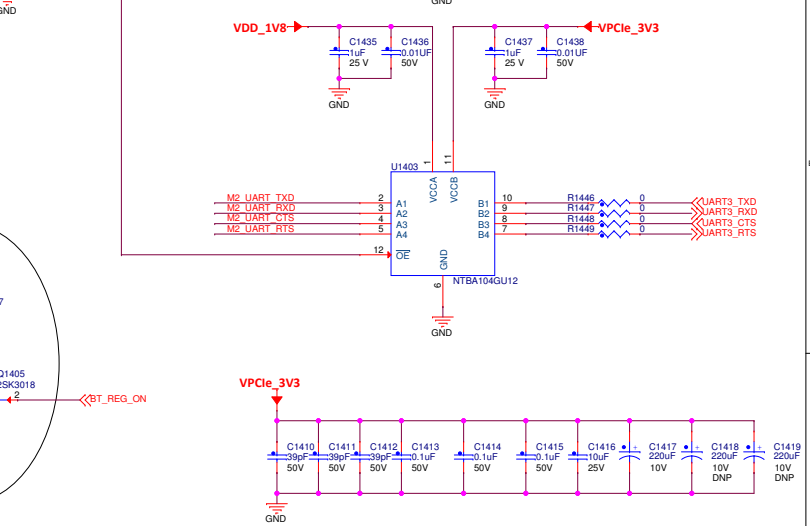 GND
GND
VDD_1V8
VPCIe_3V3
C1435
1uF
25 V
C1436
0.01UF
50V
C1437
1uF
25 V
C1438
0.01UF
50V
GND
GND
U1403
1
11
VCCA
VCCB
M2_UART_TXD
2
A1
B1
10
R1446
0
UART3_TXD
M2_UART_RXD
3
A2
B2
9
R1447
0
UART3_RXD
M2_UART_CTS
4
A3
B3
8
R1448
0
UART3_CTS
M2_UART_RTS
5
A4
B4
7
R1449
0
UART3_RTS
12
OE
GND
6
NTBA104GU12
GND
7
Q1405
2SK3018
2
BT_REG_ON
VPCIe_3V3
C1410
39pF
50V
C1411
39pF
50V
C1412
39pF
50V
C1413
0.1uF
50V
C1414
0.1uF
50V
C1415
0.1uF
50V
C1416
10uF
25V
+
C1417
220uF
10V
+
C1418
220uF
10V
DNP
+
C1419
220uF
10V
DNP
GND